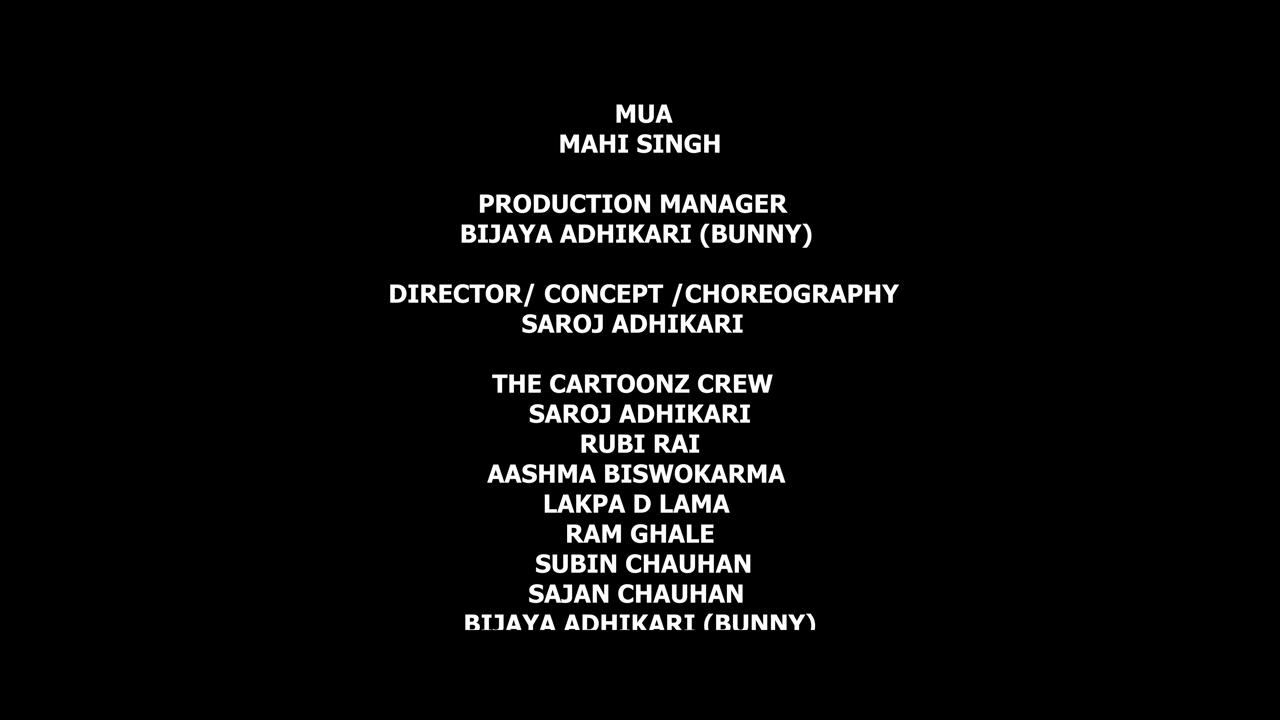 MUA
MAHI SINGH
PRODUCTION MANAGER
BIJAYA ADHIKARI (BUNNY)
DIRECTOR/ CONCEPT /CHOREOGRAPHY
SAROJ ADHIKARI
THE CARTOONZ CREW
SAROJ ADHIKARI
RUBI RAI
AASHMA BISWOKARMA
LAKPA D LAMA
RAM GHALE
SUBIN CHAUHAN
SAJAN CHAUHAN
BIJAYA ADHIKARI (BUNNY)